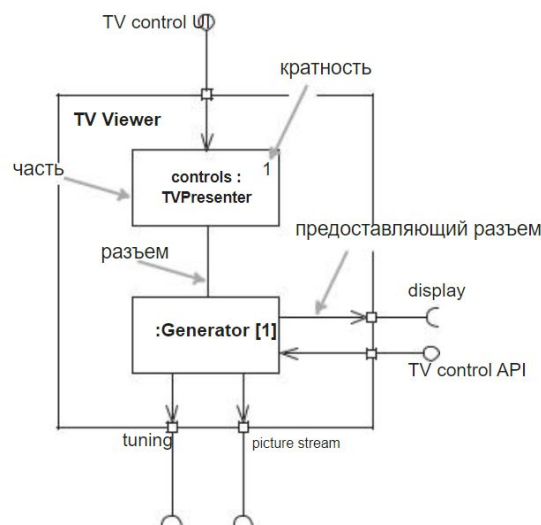 TV control UI
кратность
TV Viewer
1
часть
controls :
TVPresenter
предоставляющий разъем
разъем
display
:Generator [1]
TV control API
tuning
picture stream